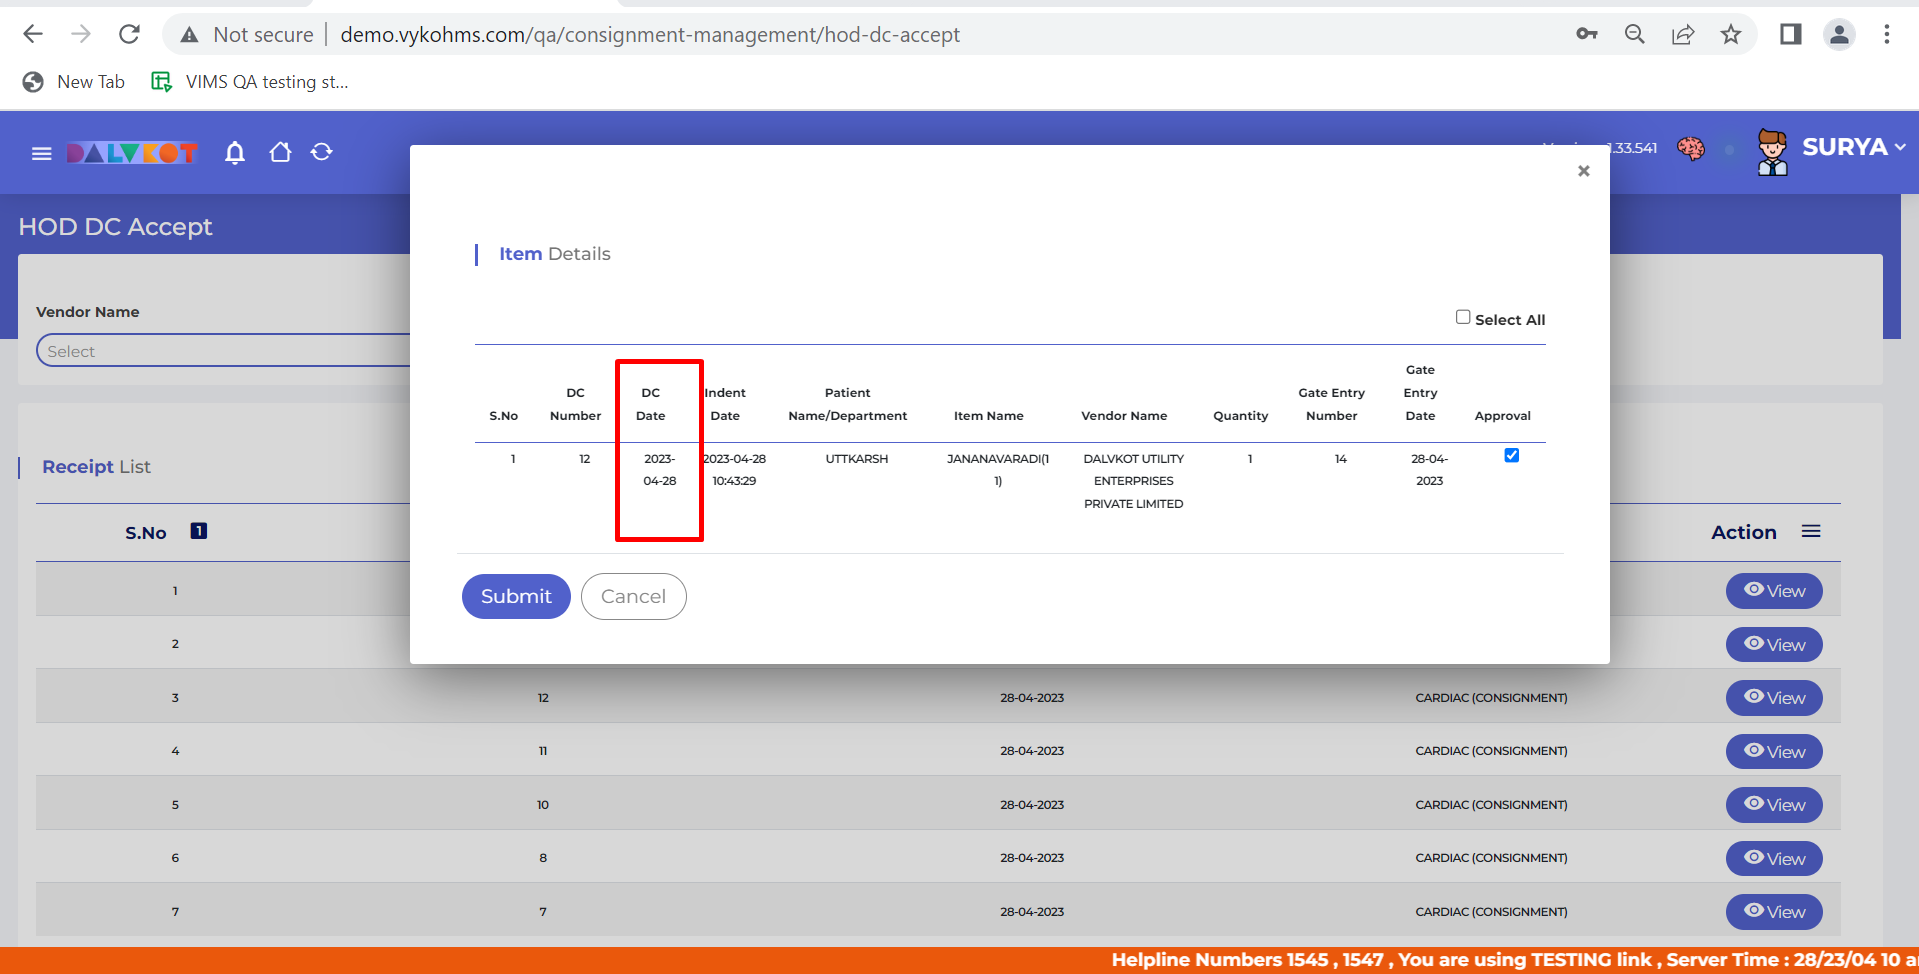 Not secure | demo.vykohms.com/qa/consignment-management/hod-dc-accept
New Tab
VIMS QA testing st...
DALVKOT
1.33.541
SURYA
HOD DC Accept
Vendor Name
Select
Item Details
Select All
S.No
DC Number
DC Date
Indent Date
Patient Name/Department
Item Name
Vendor Name
Quantity
Gate Entry Number
Gate Entry Date
Approval
1
12
2023-
04-28
2023-04-28
10:43:29
UTTKARSH
JANANAVARADI(1
1)
DALVKOT UTILITY
ENTERPRISES
PRIVATE LIMITED
1
14
28-04-
2023
Submit
Cancel
Receipt List
S.No 1
Action
1 View
2 View
3 12 28-04-2023 CARDIAC (CONSIGNMENT) View
4 11 28-04-2023 CARDIAC (CONSIGNMENT) View
5 10 28-04-2023 CARDIAC (CONSIGNMENT) View
6 8 28-04-2023 CARDIAC (CONSIGNMENT) View
7 7 28-04-2023 CARDIAC (CONSIGNMENT) View
Helpline Numbers 1545 , 1547 , You are using TESTING link , Server Time : 28/23/04 10